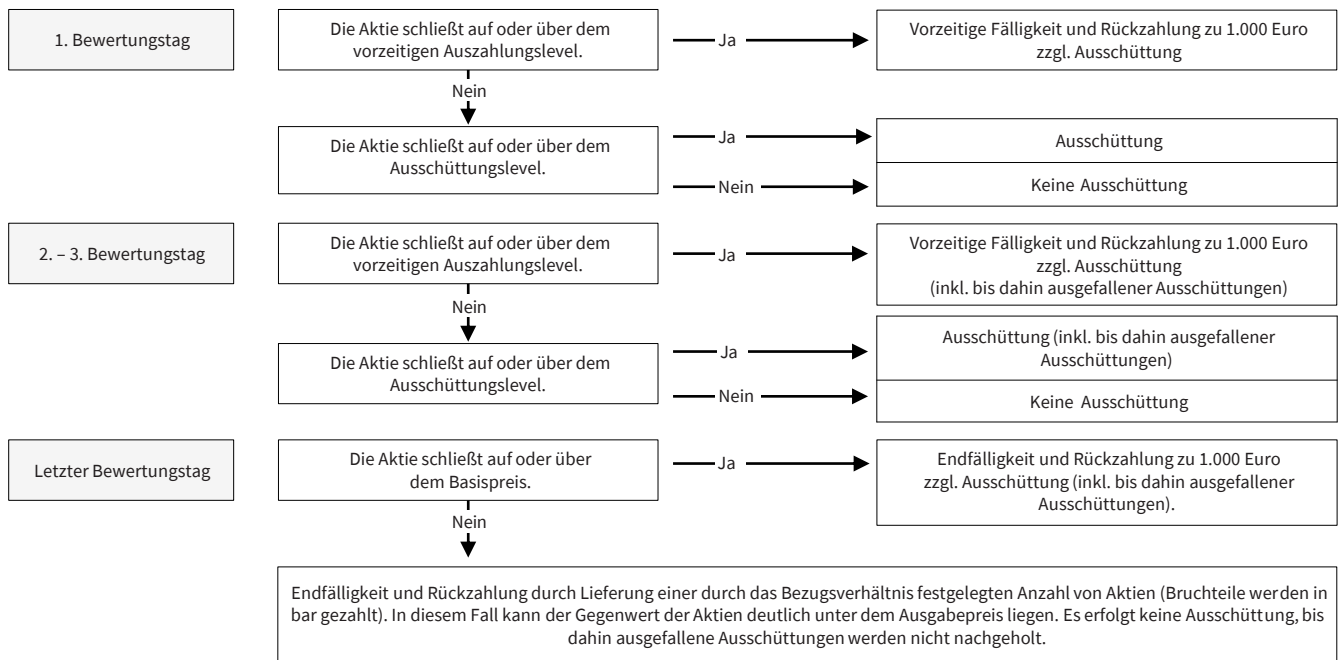 1. Bewertungstag
Die Aktie schließt auf oder über dem
vorzeitigen Auszahlungslevel.
Ja
Vorzeitige Fälligkeit und Rückzahlung zu 1.000 Euro
zzgl. Ausschüttung
Nein
Die Aktie schließt auf oder über dem
Ausschüttungslevel.
Ja
Ausschüttung
Nein
Keine Ausschüttung
2. – 3. Bewertungstag
Die Aktie schließt auf oder über dem
vorzeitigen Auszahlungslevel.
Ja
Vorzeitige Fälligkeit und Rückzahlung zu 1.000 Euro
zzgl. Ausschüttung
(inkl. bis dahin ausgefallener Ausschüttungen)
Nein
Die Aktie schließt auf oder über dem
Ausschüttungslevel.
Ja
Ausschüttung (inkl. bis dahin ausgefallener
Ausschüttungen)
Nein
Keine Ausschüttung
Letzter Bewertungstag
Die Aktie schließt auf oder über
dem Basispreis.
Ja
Endfälligkeit und Rückzahlung zu 1.000 Euro
zzgl. Ausschüttung (inkl. bis dahin ausgefallener
Ausschüttungen).
Nein
Endfälligkeit und Rückzahlung durch Lieferung einer durch das Bezugsverhältnis festgelegten Anzahl von Aktien (Bruchteile werden in
bar gezahlt). In diesem Fall kann der Gegenwert der Aktien deutlich unter dem Ausgabepreis liegen. Es erfolgt keine Ausschüttung, bis
dahin ausgefallene Ausschüttungen werden nicht nachgeholt.